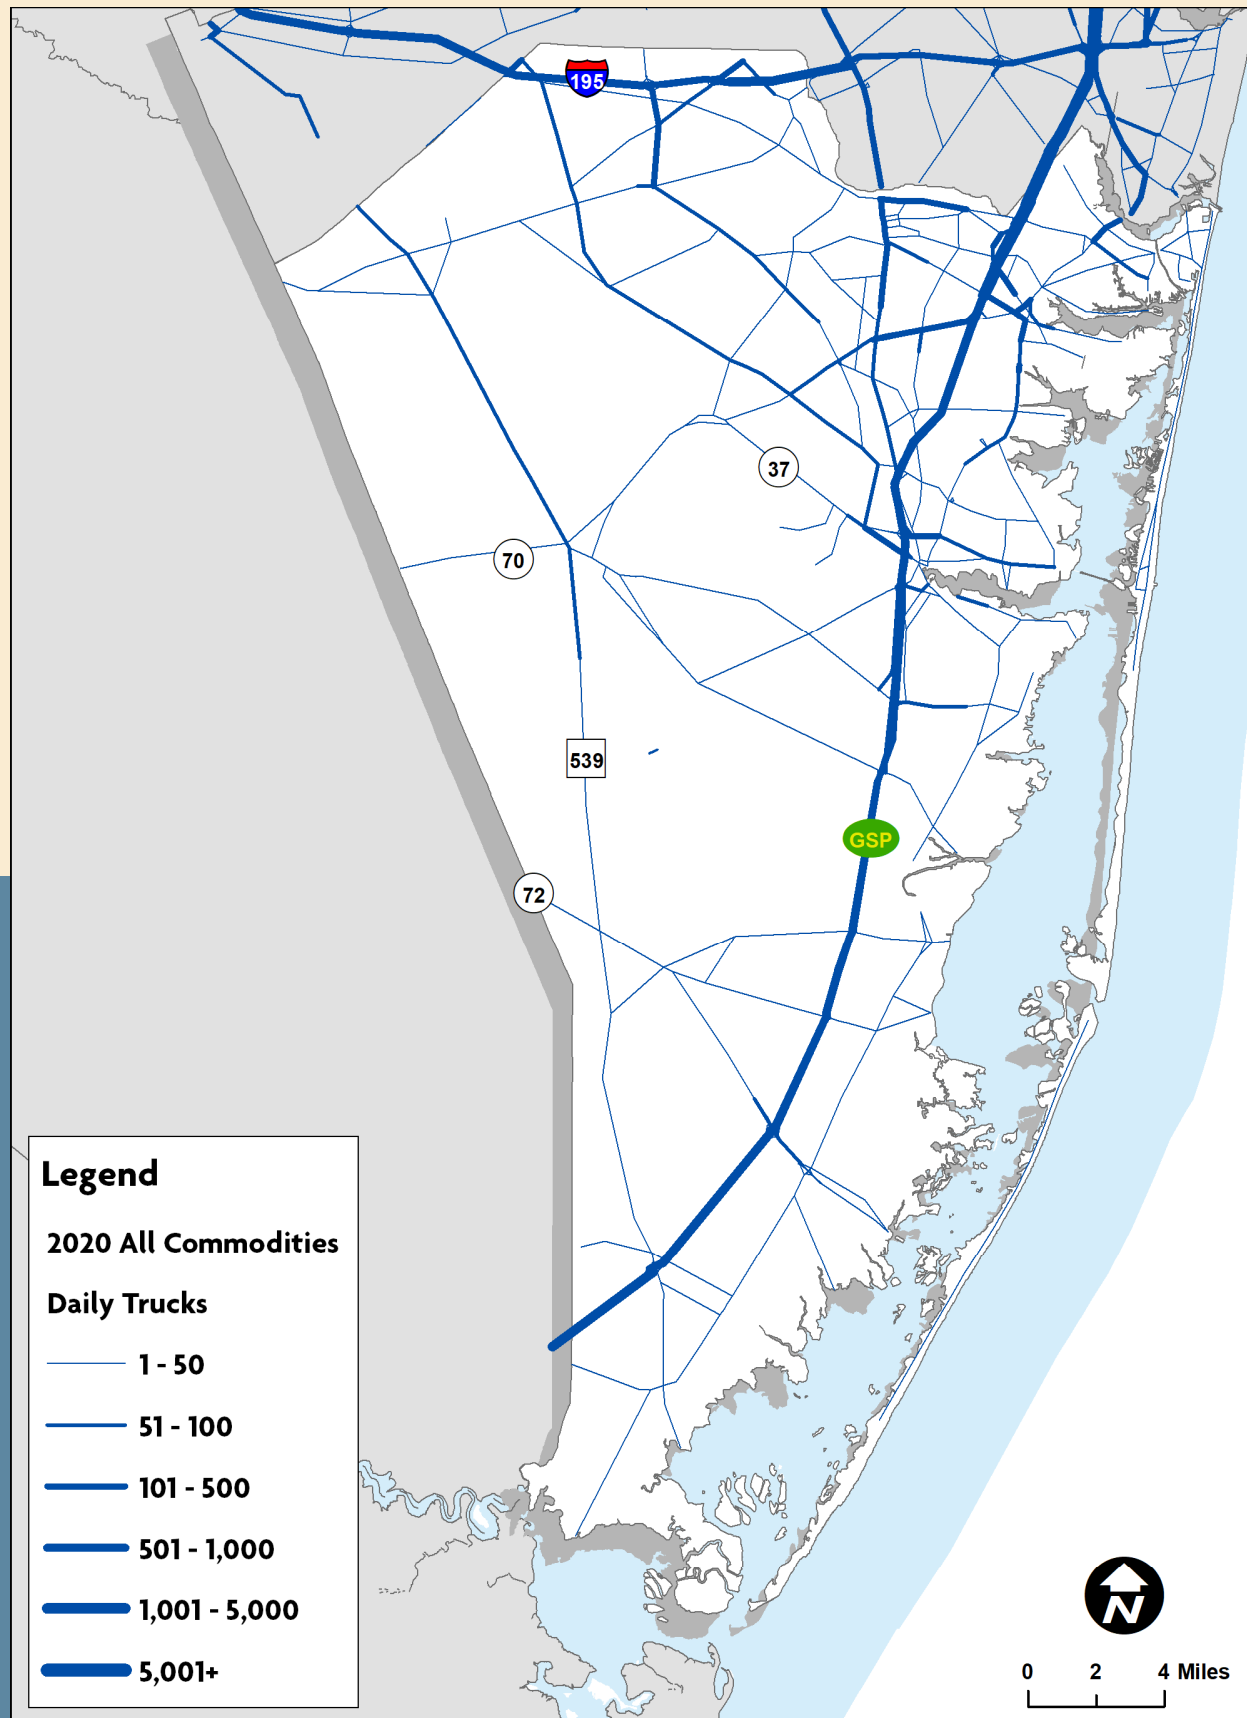 195
37
70
539
GSP
72
Legend
2020 All Commodities
Daily Trucks
1 - 50
51 - 100
101 - 500
501 - 1,000
1,001 - 5,000
5,001+
N
0 2 4 Miles